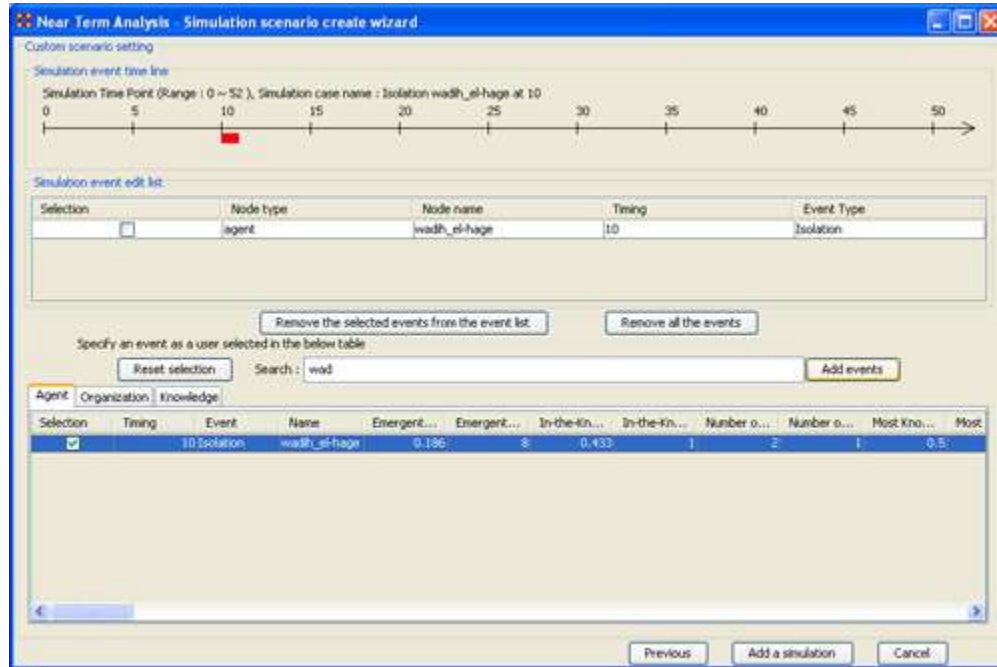 Near Term Analysis - Simulation scenario create wizard
Custom scenario setting
Simulation event time line
Simulation Time Point (Range : 0 ~ 52 ), Simulation case name : Isolation wadih_el-hage at 10
0 5 10 15 20 25 30 35 40 45 50
Simulation event edit list
Selection Node type Node name Timing Event Type
agent wadih_el-hage 10 Isolation
Remove the selected events from the event list Remove all the events
Specify an event as a user selected in the below table
Reset selection Search : wad Add events
Agent Organization Knowledge
Selection Timing Event Name Emergent... Emergent... In-the-Kn... In-the-Kn... Number o... Number o... Most Kno... Most
10 Isolation wadih_el-hage 0.186 8 0.433 1 2 1 0.5
Previous Add a simulation Cancel